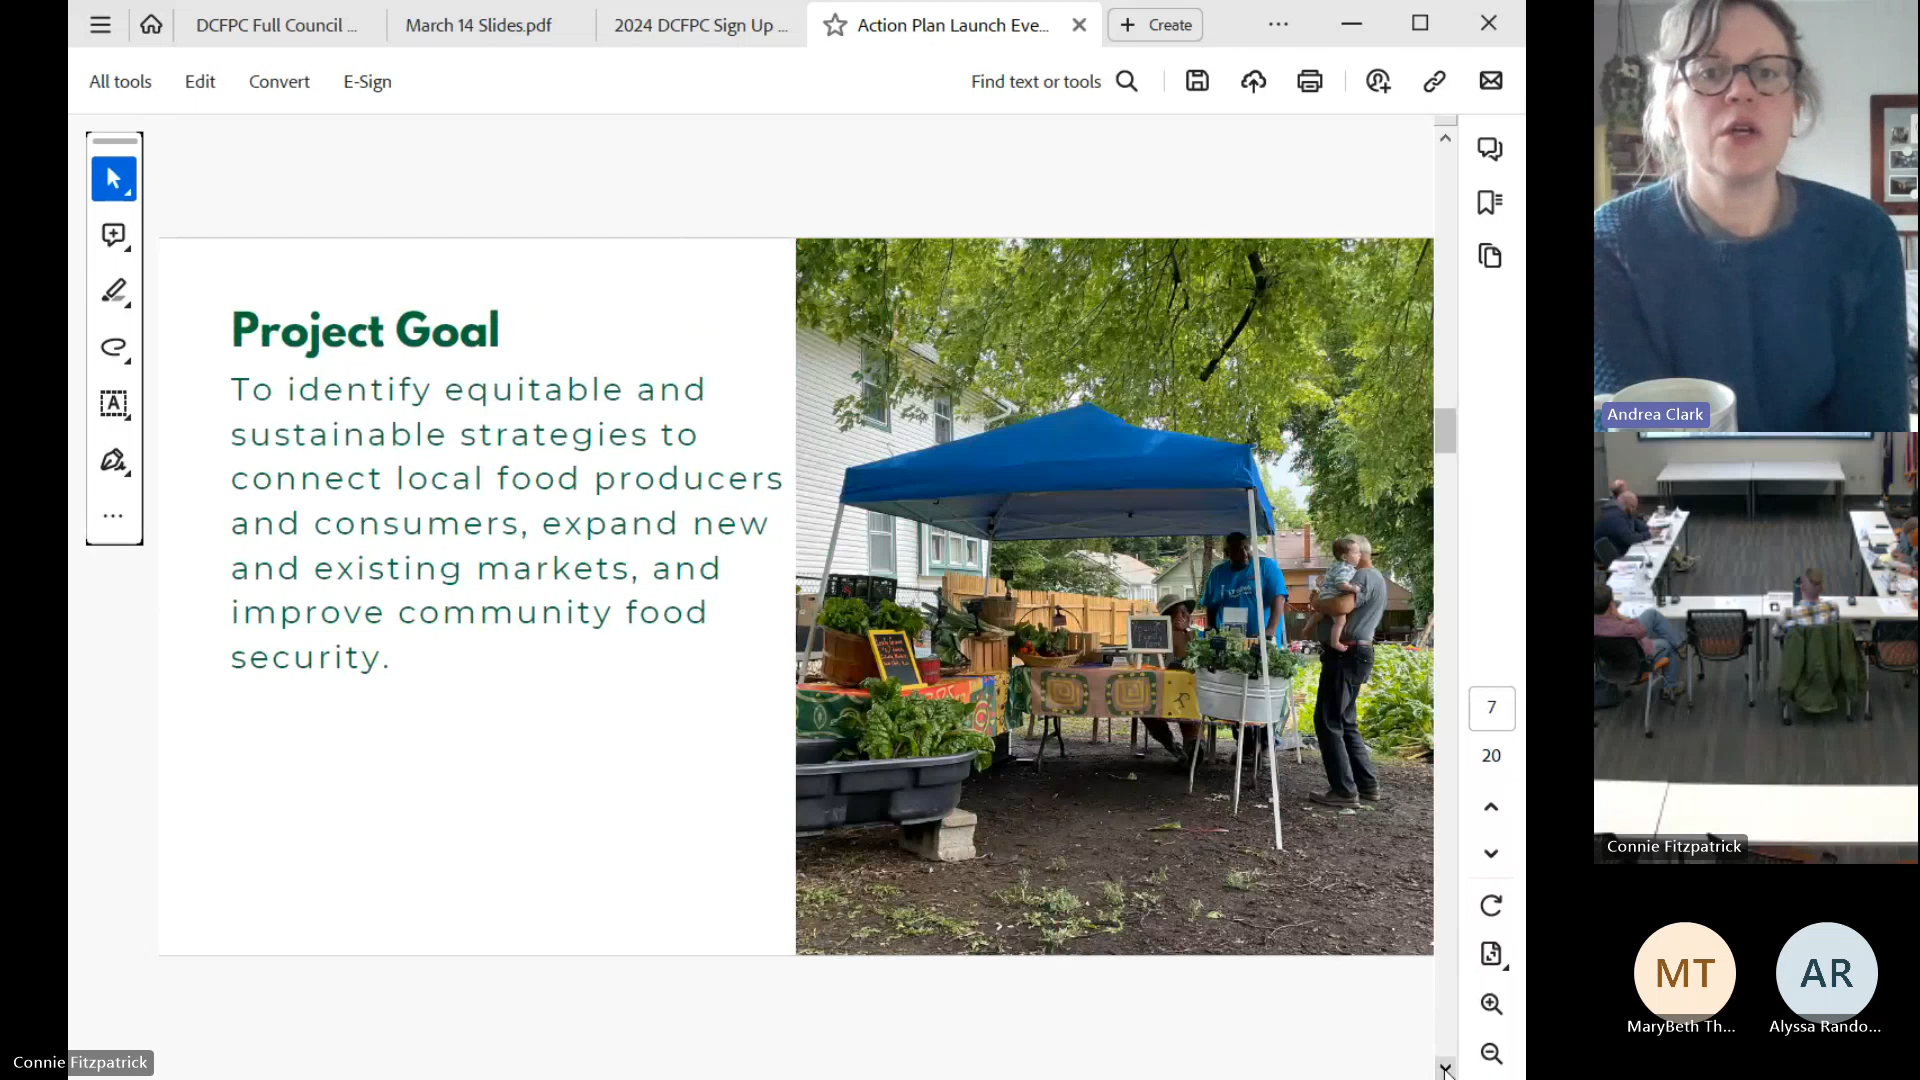 DCFPC Full Council ...
March 14 Slides.pdf
2024 DCFPC Sign Up ...
Action Plan Launch Eve...
Create
All tools
Edit
Convert
E-Sign
Find text or tools
Project Goal
To identify equitable and
sustainable strategies to
connect local food producers
and consumers, expand new
and existing markets, and
improve community food
security.
7
20
Andrea Clark
Connie Fitzpatrick
MT
MaryBeth Th...
AR
Alyssa Rando...
Connie Fitzpatrick